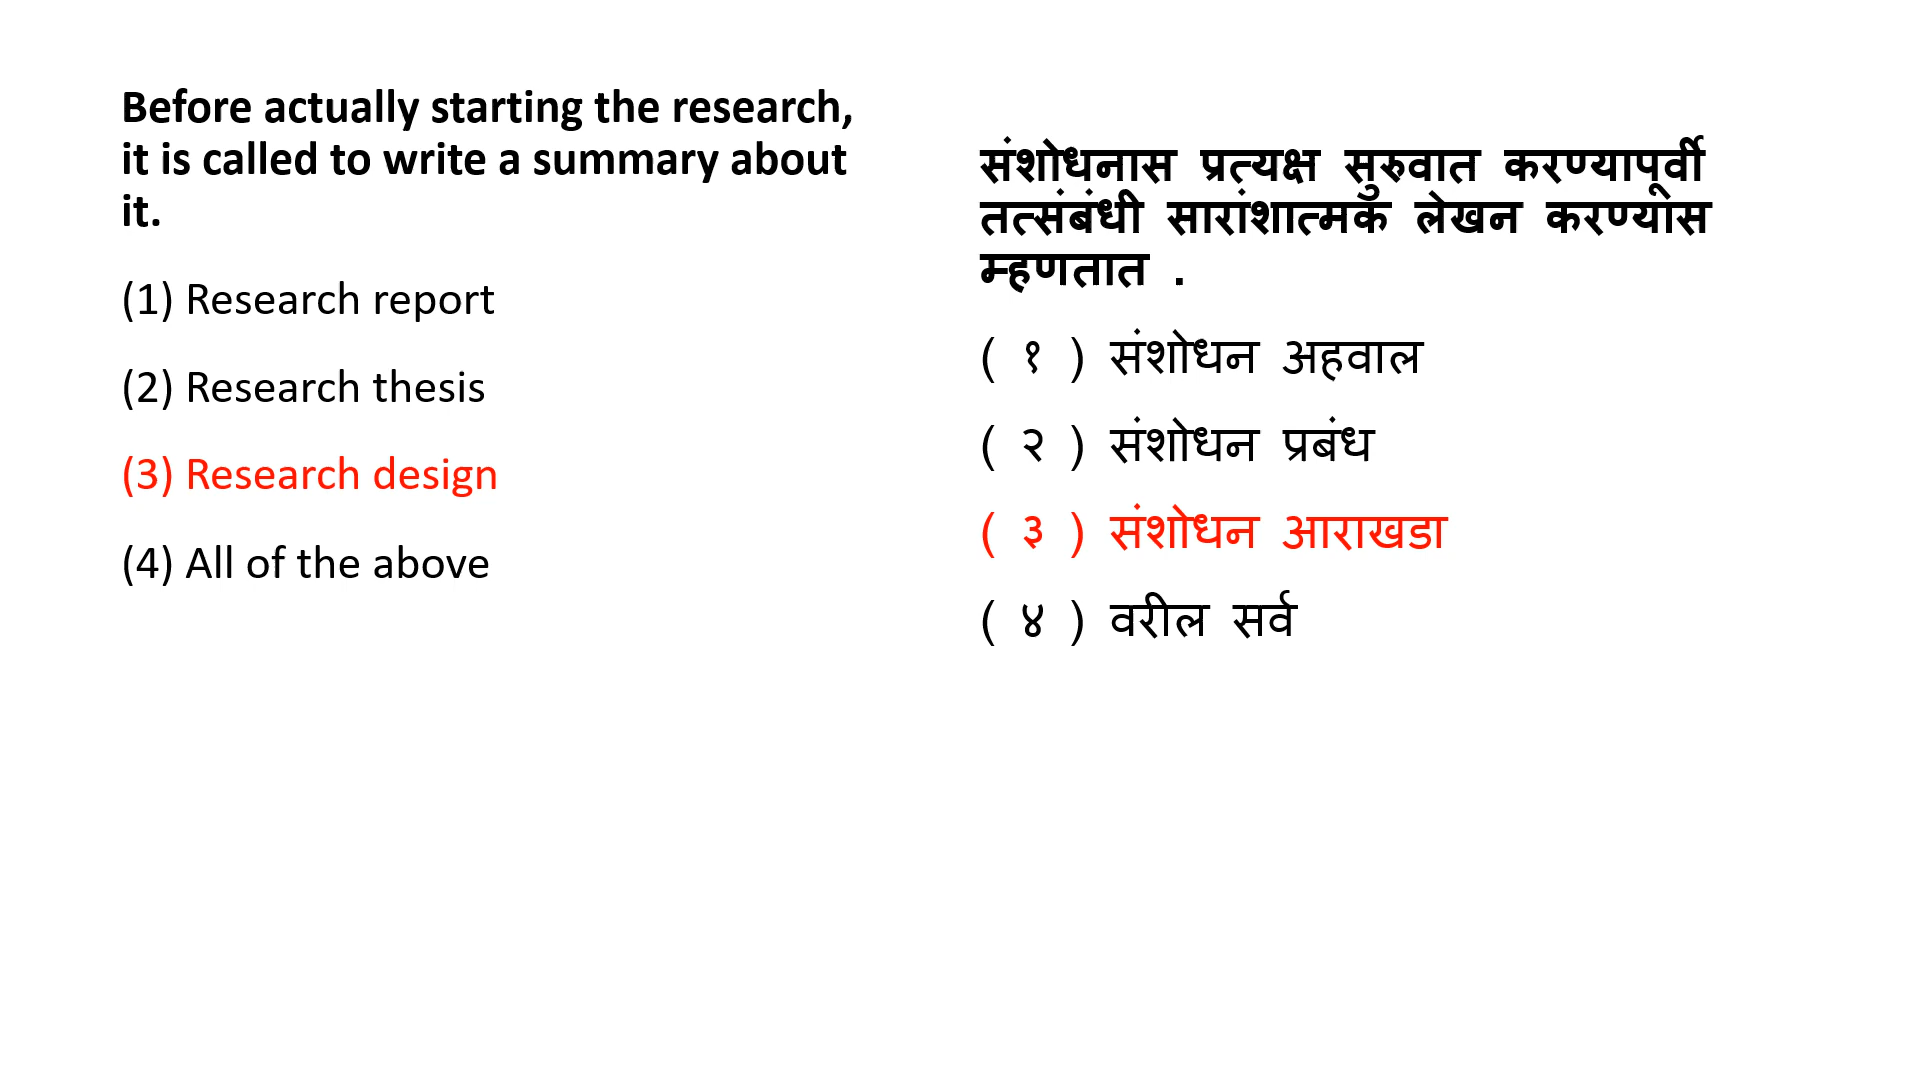 Before actually starting the research,
it is called to write a summary about
it.
(1) Research report
(2) Research thesis
(3) Research design
(4) All of the above
संशोधनास प्रत्यक्ष सुरुवात करण्यापूर्वी
तत्संबंधी सारांशात्मक लेखन करण्यांस
म्हणतात .
( १ ) संशोधन अहवाल
( २ ) संशोधन प्रबंध
( ३ ) संशोधन आराखडा
( ४ ) वरील सर्व